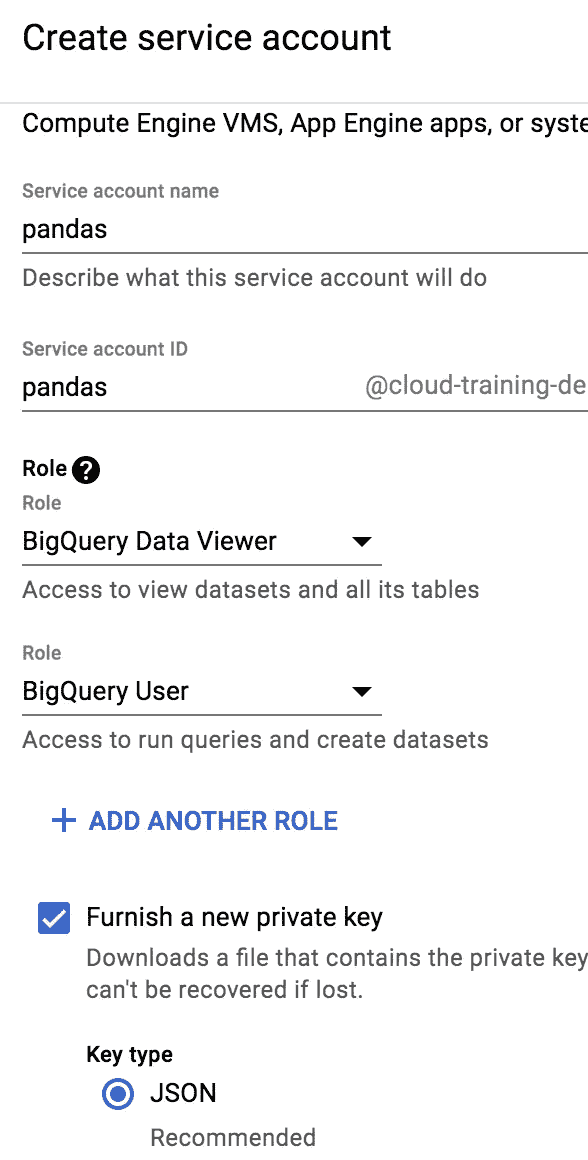 Create service account
Compute Engine VMS, App Engine apps, or syste
Service account name
pandas
Describe what this service account will do
Service account ID
pandas @cloud-training-de
Role ?
Role
BigQuery Data Viewer
Access to view datasets and all its tables
Role
BigQuery User
Access to run queries and create datasets
+ ADD ANOTHER ROLE
Furnish a new private key
Downloads a file that contains the private key
can't be recovered if lost.
Key type
JSON
Recommended